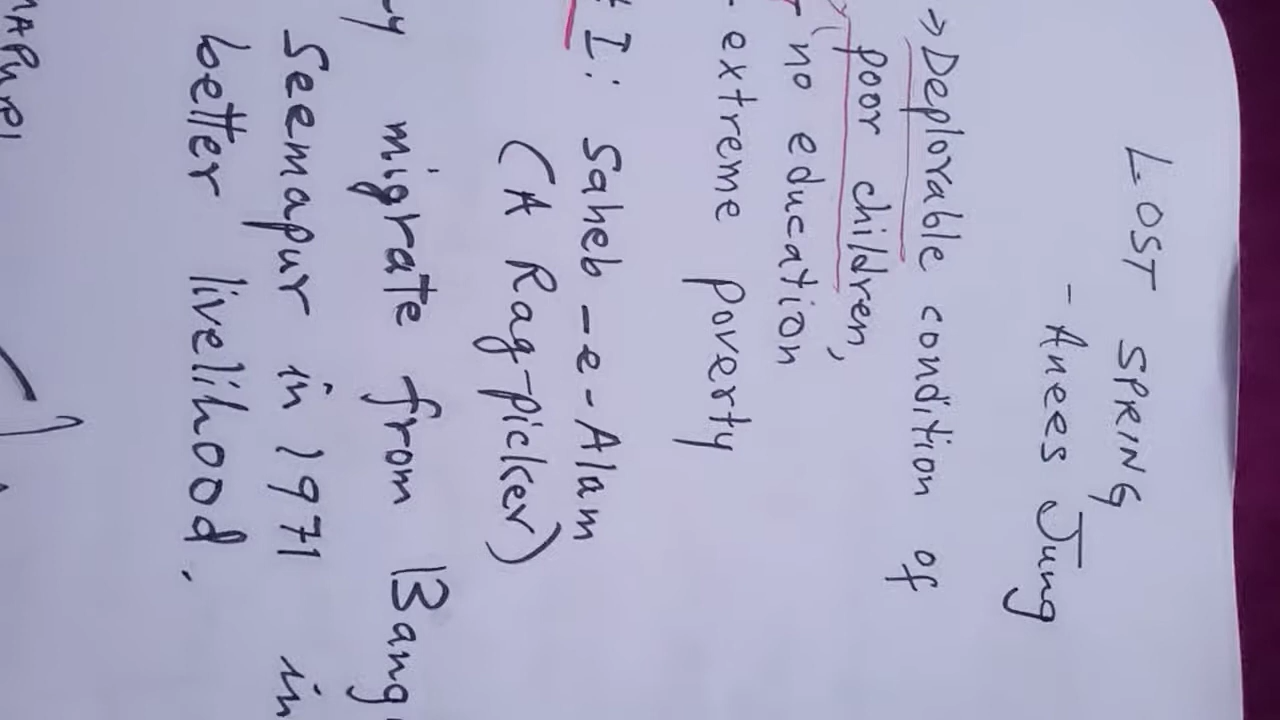 LOST SPRING
- Anees Jung
→ Deplorable condition of
poor children,
no education
- extreme poverty
I: Saheb-e-Alam
(A Rag-picker)
migrate from Bang
Seemapur in 1971 in
better livelihood.